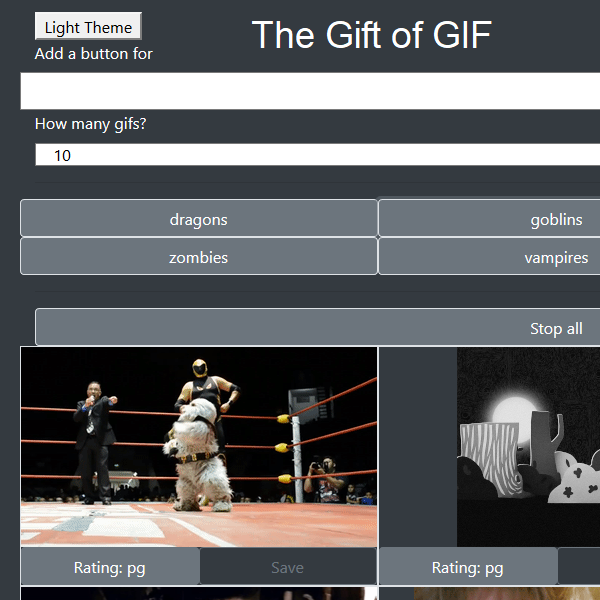 Light Theme
The Gift of GIF
Add a button for
How many gifs?
10
dragons
goblins
zombies
vampires
Stop all
Rating: pg
Save
Rating: pg